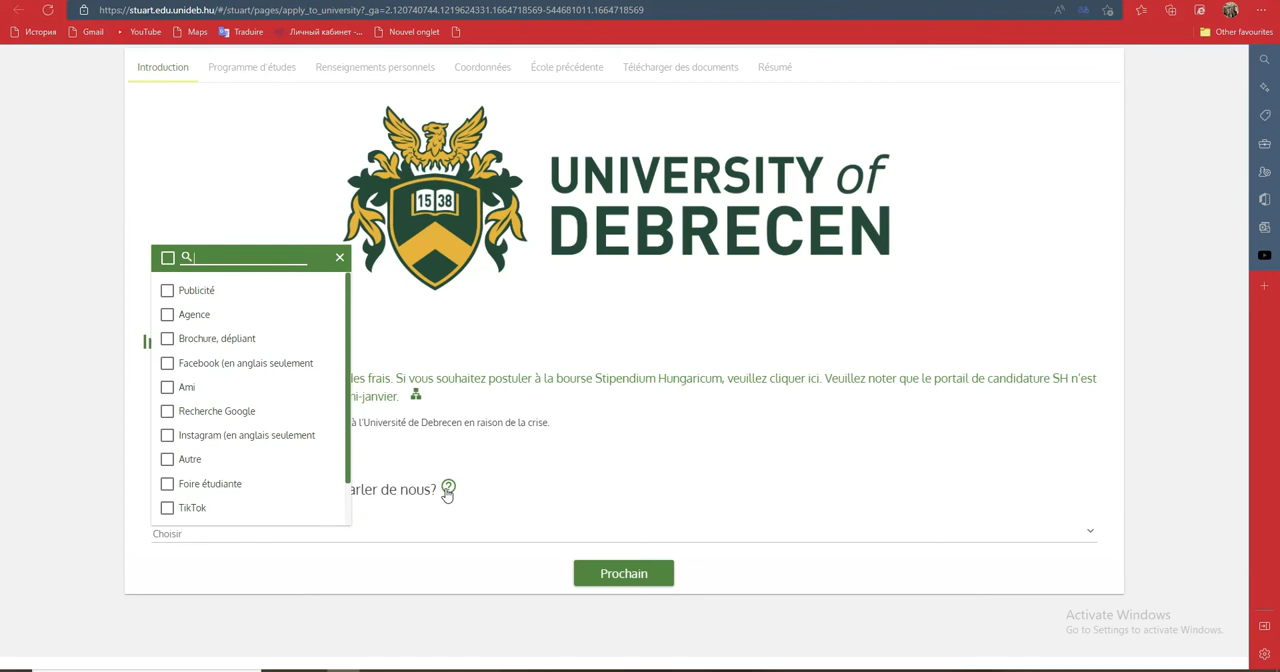 https://stuart.edu.unideb.hu/#/stuart/pages/apply_to_university?_ga=2.120740744.1219624331.1664718569-544681011.1664718569
История Gmail YouTube Maps Traduire Личный кабинет -... Nouvel onglet Other favourites
Introduction Programme d'études Renseignements personnels Coordonnées École précédente Télécharger des documents Résumé
15 38
UNIVERSITY of
DEBRECEN
Publicité
Agence
Brochure, dépliant
Facebook (en anglais seulement
des frais. Si vous souhaitez postuler à la bourse Stipendium Hungaricum, veuillez cliquer ici. Veuillez noter que le portail de candidature SH n'est
Ami
ni-janvier.
Recherche Google
à l'Université de Debrecen en raison de la crise.
Instagram (en anglais seulement
Autre
Foire étudiante
arler de nous?
TikTok
Choisir
Prochain
Activate Windows
Go to Settings to activate Windows.